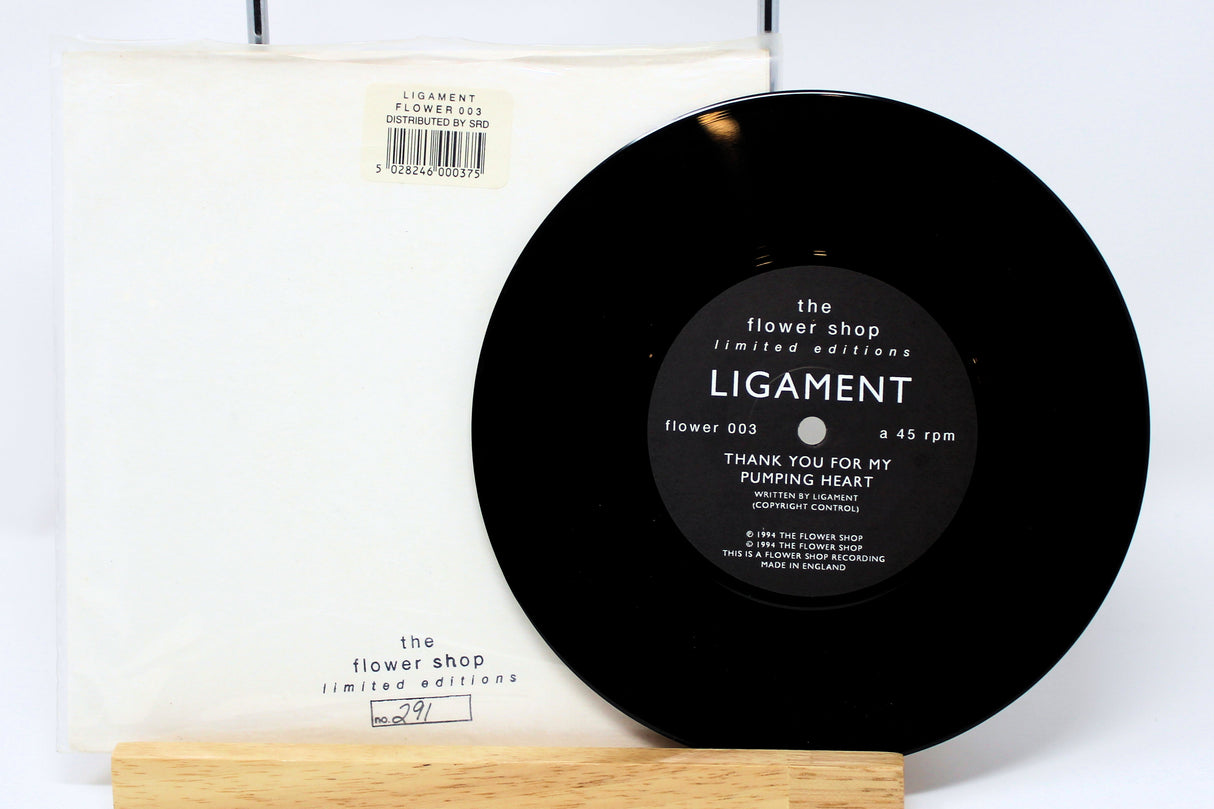 LIGAMENT
FLOWER 003
DISTRIBUTED BY SRD
5 028246 000375
the
flower shop
limited editions
no. 291
the
flower shop
limited editions
LIGAMENT
flower 003
a 45 rpm
THANK YOU FOR MY
PUMPING HEART
WRITTEN BY LIGAMENT
(COPYRIGHT CONTROL)
℗ 1994 THE FLOWER SHOP
© 1994 THE FLOWER SHOP
THIS IS A FLOWER SHOP RECORDING
MADE IN ENGLAND